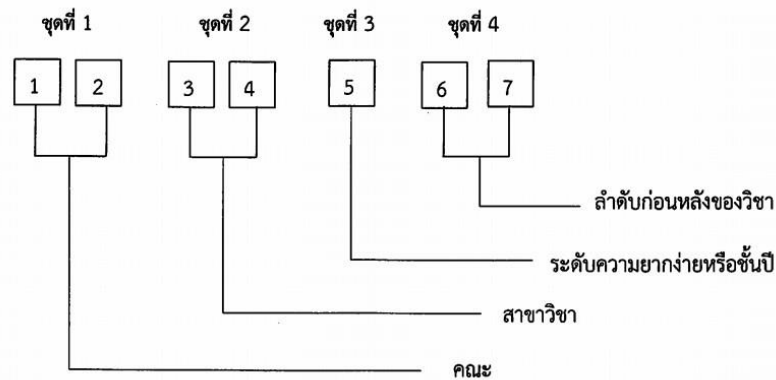 ชุดที่ 1 ชุดที่ 2 ชุดที่ 3 ชุดที่ 4
1 2 3 4 5 6 7
ลำดับก่อนหลังของวิชา
ระดับความยากง่ายหรือชั้นปี
สาขาวิชา
คณะ